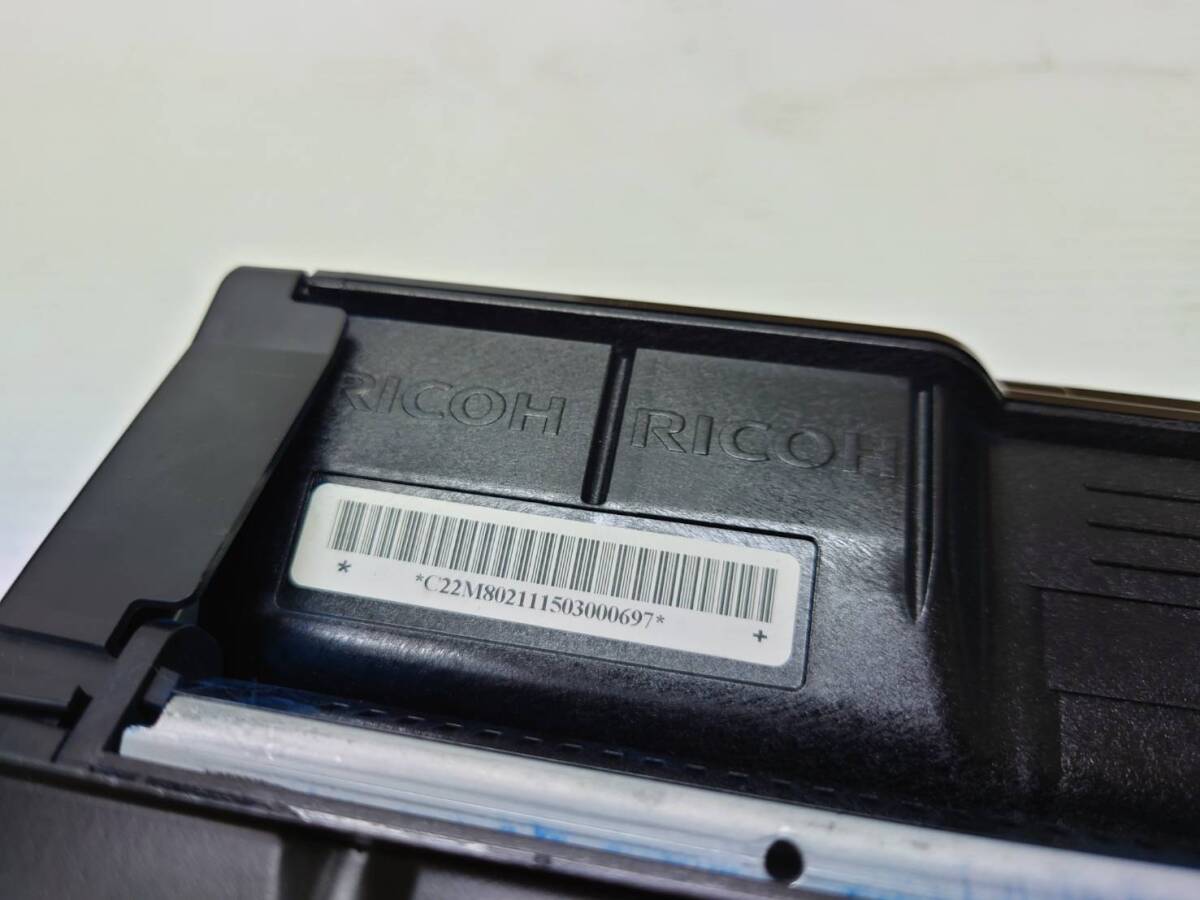 RICOH RICOH
*C22M802111503000697*
* +